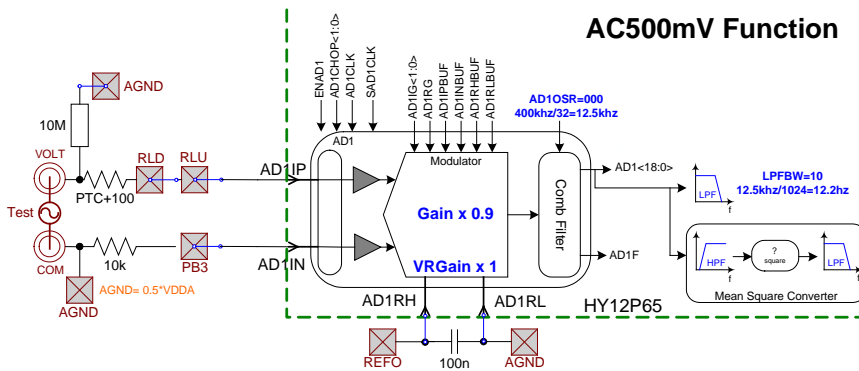 AC500mV Function
AGND
10M
VOLT
RLD
RLU
PTC+100
Test
COM
10k
PB3
AGND
AGND= 0.5*VDDA
ENAD1
AD1CHOP<1:0>
AD1CLK
SAD1CLK
AD1IG<1:0>
AD1RG
AD1IPBUF
AD1INBUF
AD1RHBUF
AD1RLBUF
AD1OSR=000
400khz/32=12.5khz
AD1
Modulator
AD1IP
AD1IN
Gain x 0.9
VRGain x 1
Comb Filter
AD1<18:0>
AD1F
LPF
f
LPFBW=10
12.5khz/1024=12.2hz
HPF
f
?
square
LPF
f
Mean Square Converter
AD1RH
AD1RL
HY12P65
REFO
100n
AGND